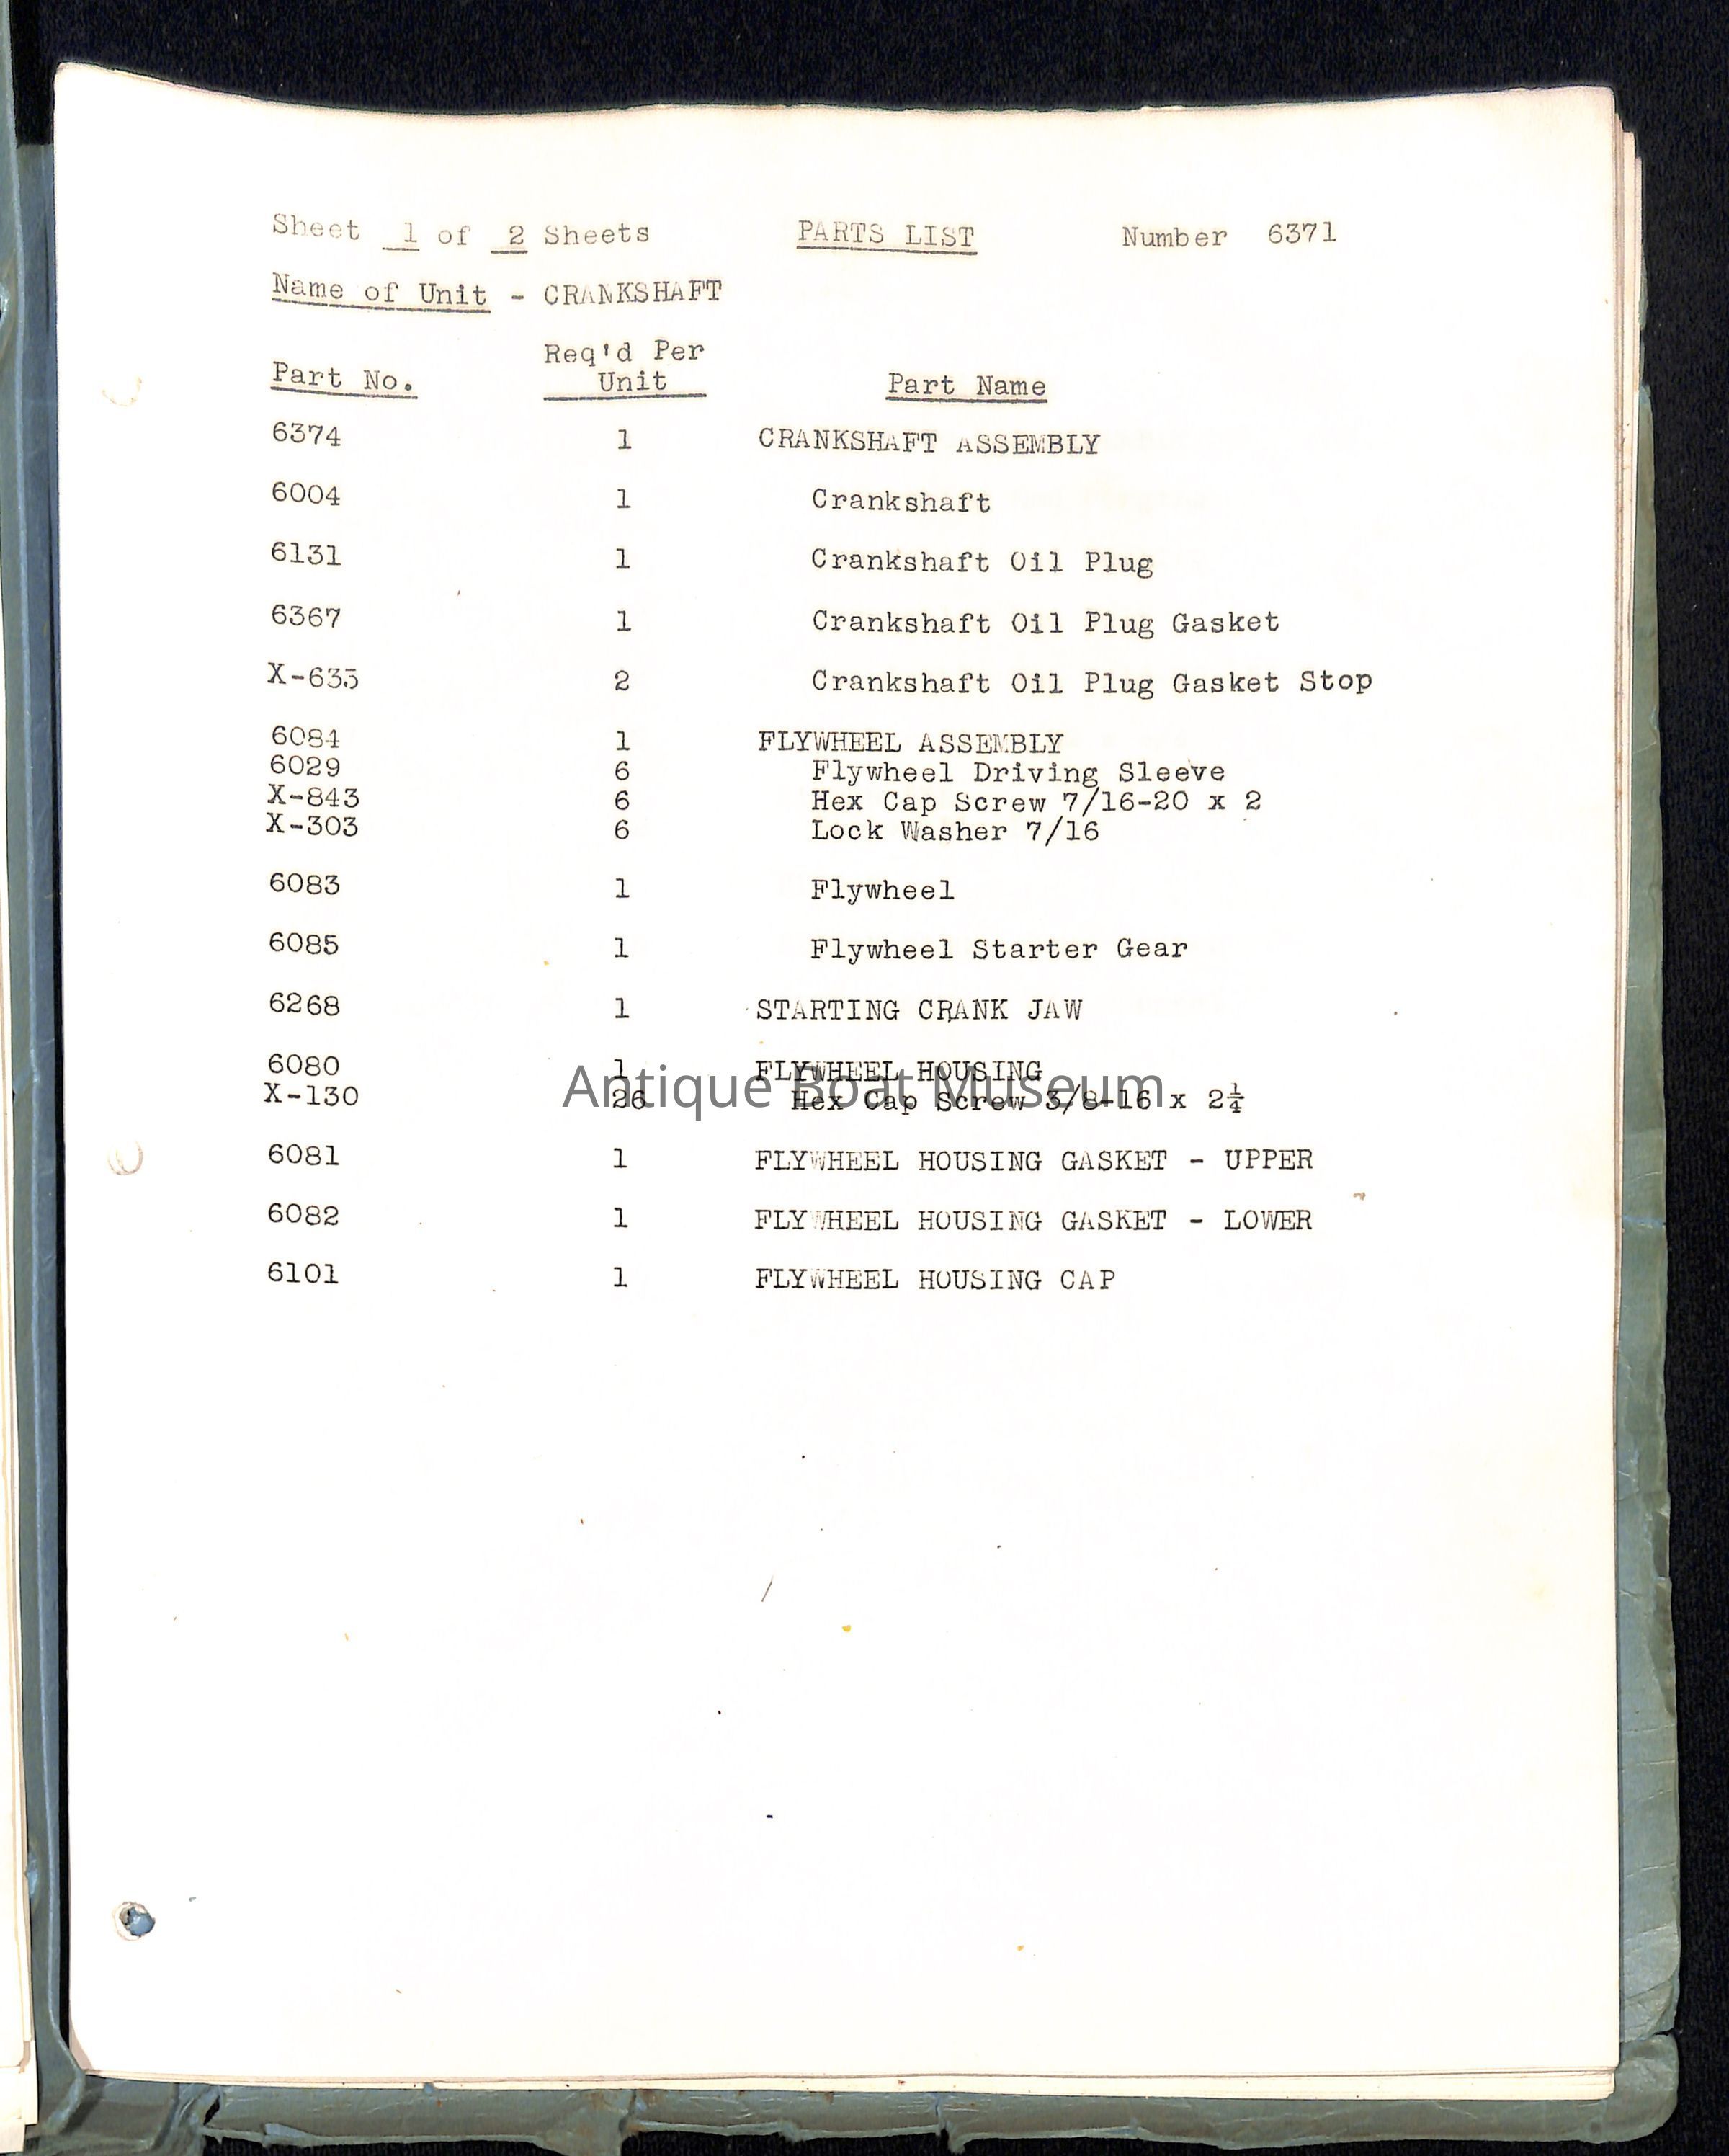 Sheet 1 of 2 Sheets PARTS LIST Number 6371
Name of Unit - CRANKSHAFT
Part No. Req'd Per Unit Part Name
6374 1 CRANKSHAFT ASSEMBLY
6004 1 Crankshaft
6131 1 Crankshaft Oil Plug
6367 1 Crankshaft Oil Plug Gasket
X-635 2 Crankshaft Oil Plug Gasket Stop
6084 1 FLYWHEEL ASSEMBLY
6029 6 Flywheel Driving Sleeve
X-843 6 Hex Cap Screw 7/16-20 x 2
X-303 6 Lock Washer 7/16
6083 1 Flywheel
6085 1 Flywheel Starter Gear
6268 1 STARTING CRANK JAW
6080 1 FLYWHEEL HOUSING
Antique Boat Museum
X-130 26 Hex Cap Screw 3/8-16 x 2¼
6081 1 FLYWHEEL HOUSING GASKET - UPPER
6082 1 FLYWHEEL HOUSING GASKET - LOWER
6101 1 FLYWHEEL HOUSING CAP